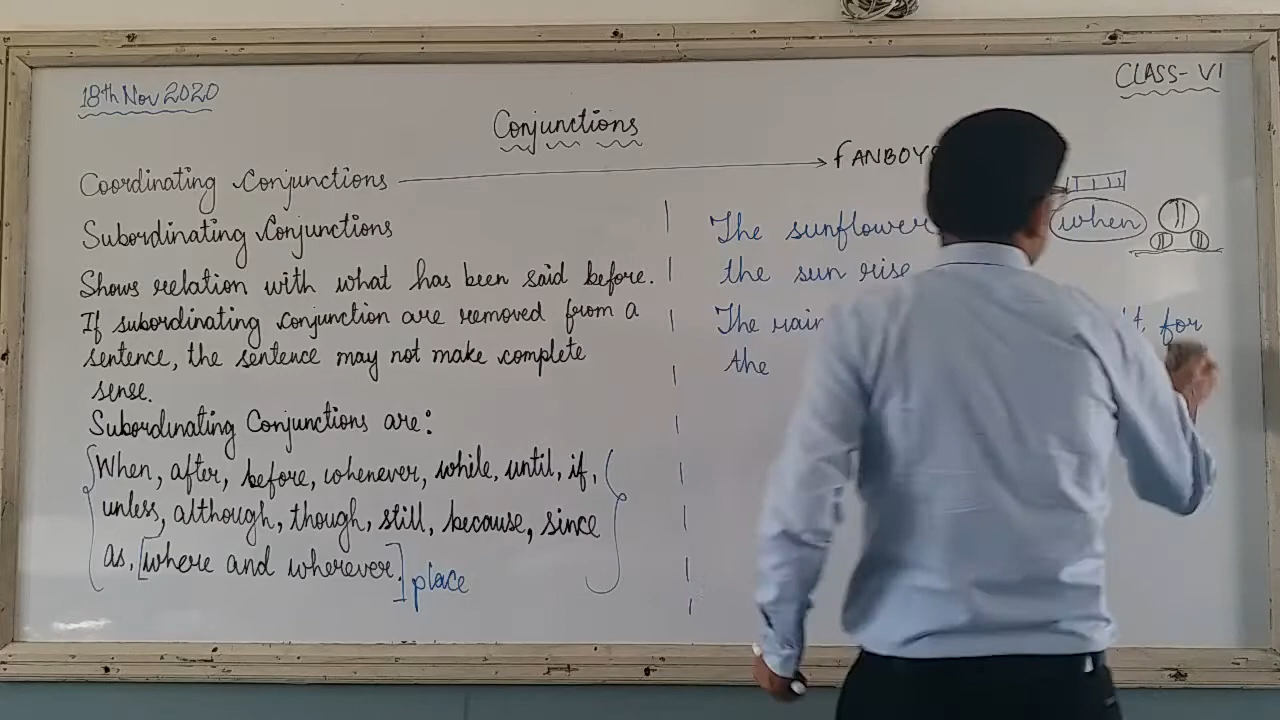 18th Nov 2020
CLASS- VI
Conjunctions
Coordinating Conjunctions
FANBOYS
Subordinating Conjunctions
Shows relation with what has been said before.
If subordinating conjunction are removed from a
sentence, the sentence may not make complete
sense.
Subordinating Conjunctions are:
When, after, before, whenever, while, until, if,
unless, although, though, still, because, since
as, [where and wherever.] place
The sunflower when
the sun rise
The rain for
the